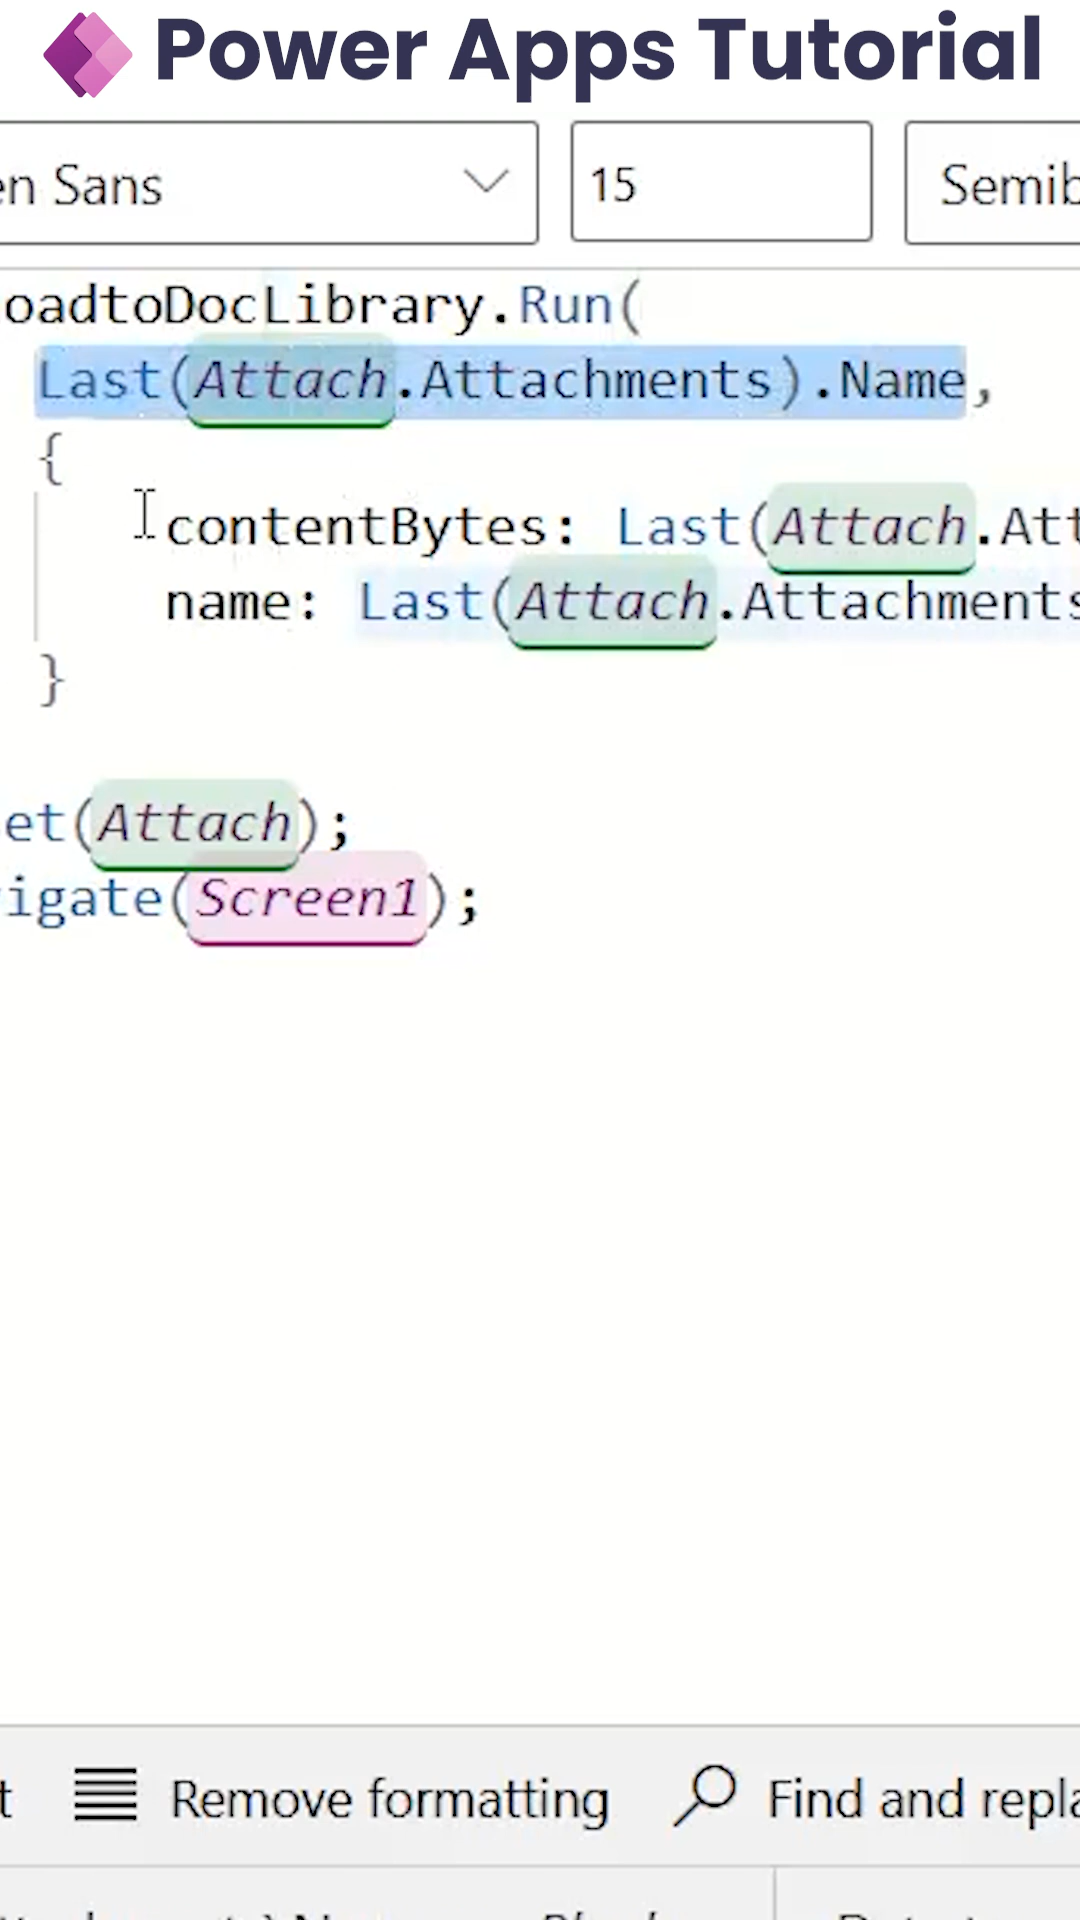 Power Apps Tutorial
en Sans
15
Semib
oadtoDocLibrary.Run(
Last(Attach.Attachments).Name,
{
contentBytes: Last(Attach.Att
name: Last(Attach.Attachments
}
et(Attach);
igate(Screen1);
t
Remove formatting
Find and repla